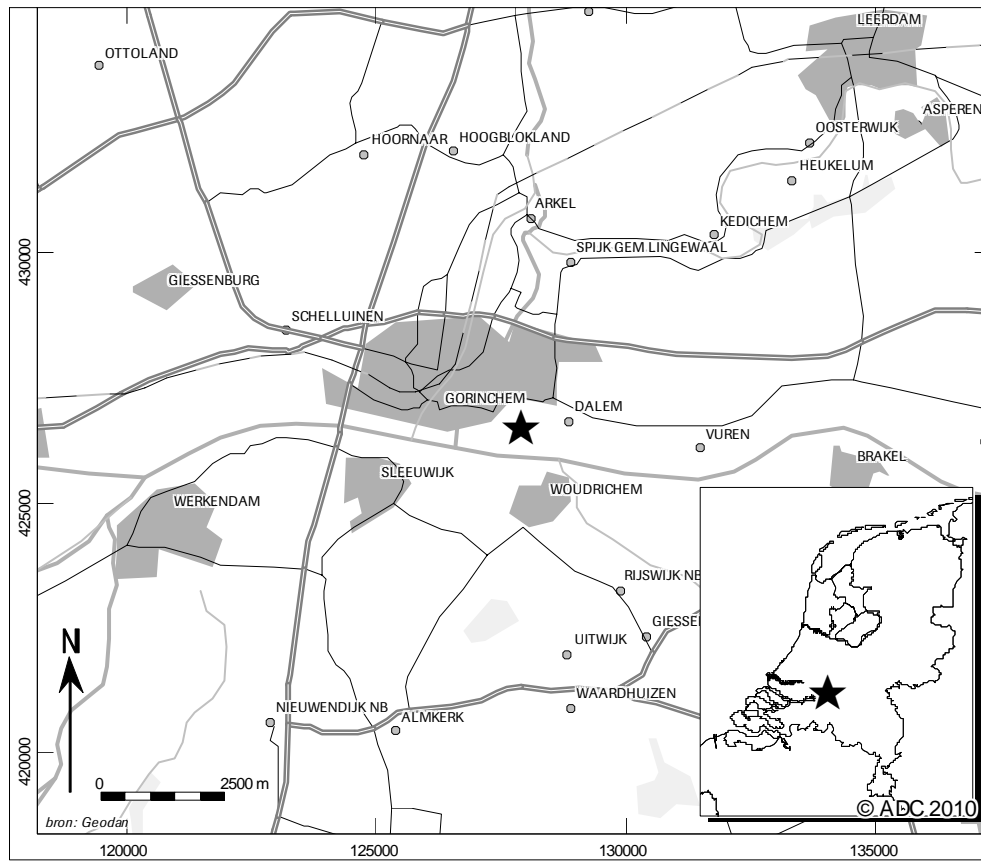 LEERDAM
OTTOLAND
ASPEREN
OOSTERWIJK
HOORNAAR
HOOGBLOKLAND
HEUKELUM
ARKEL
KEDICHEM
SPIJK GEM LINGEWAAL
430000
GIESSENBURG
SCHELLUINEN
GORINCHEM
DALEM
VUREN
BRAKEL
SLEEUWIJK
WOUDRICHEM
WERKENDAM
425000
RIJSWIJK NB
GIESSEN
N
UITWIJK
WAARDHUIZEN
NIEUWENDIJK NB
ALMKERK
420000
0
2500 m
© ADC 2010
bron: Geodan
120000
125000
130000
135000